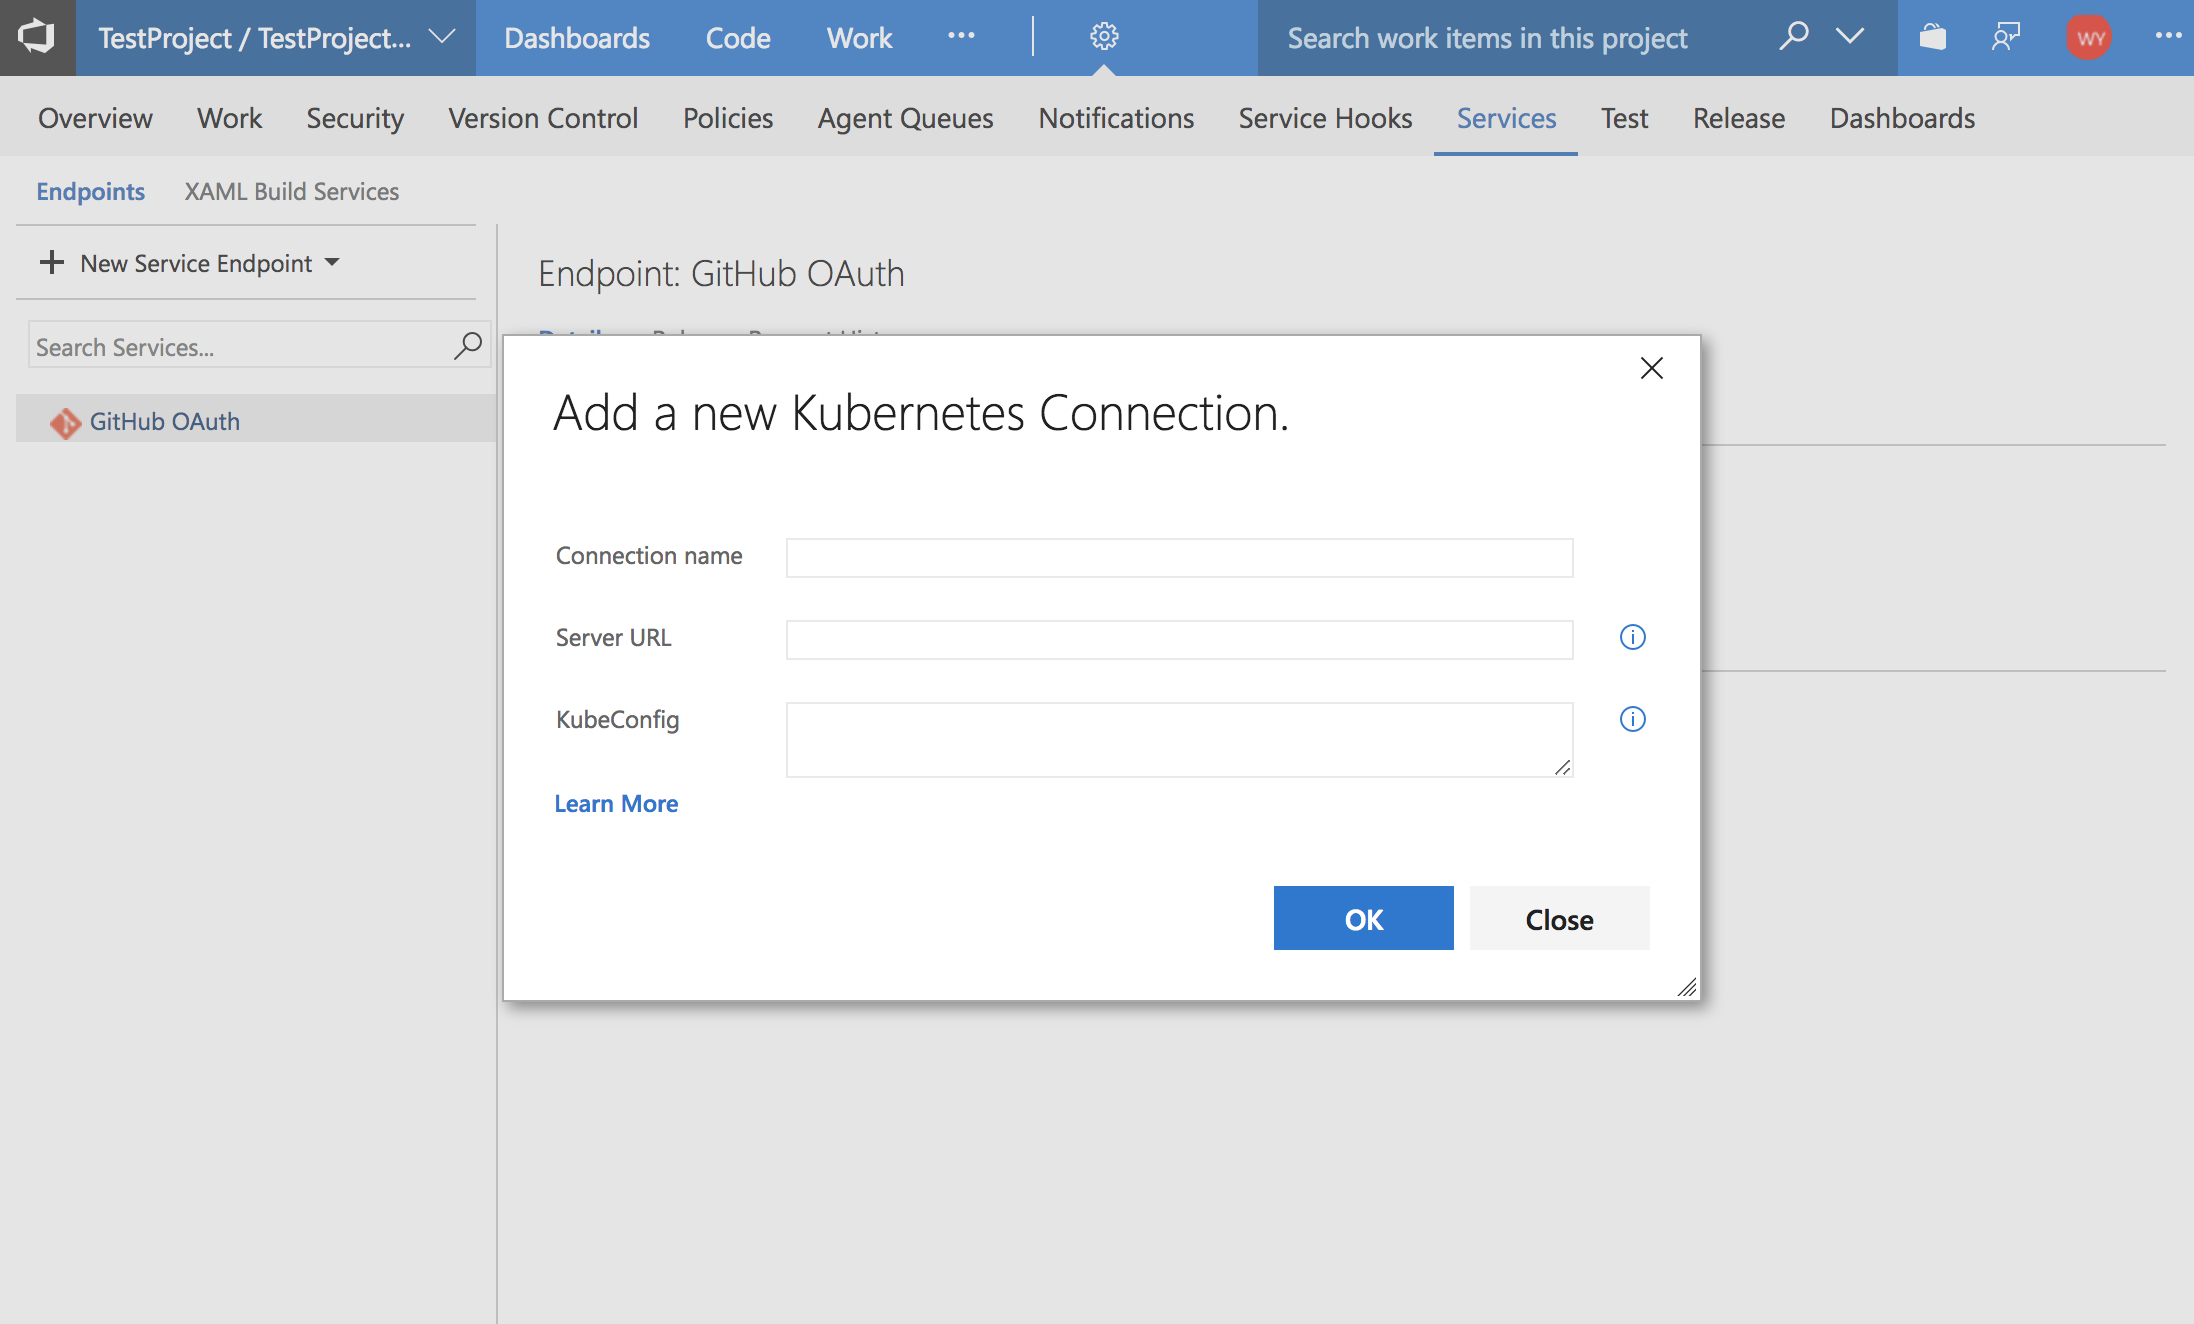 TestProject / TestProject... Dashboards Code Work ... Search work items in this project WY ...
Overview Work Security Version Control Policies Agent Queues Notifications Service Hooks Services Test Release Dashboards
Endpoints XAML Build Services
+ New Service Endpoint
Endpoint: GitHub OAuth
Search Services...
GitHub OAuth
Add a new Kubernetes Connection.
Connection name
Server URL
KubeConfig
Learn More
OK Close